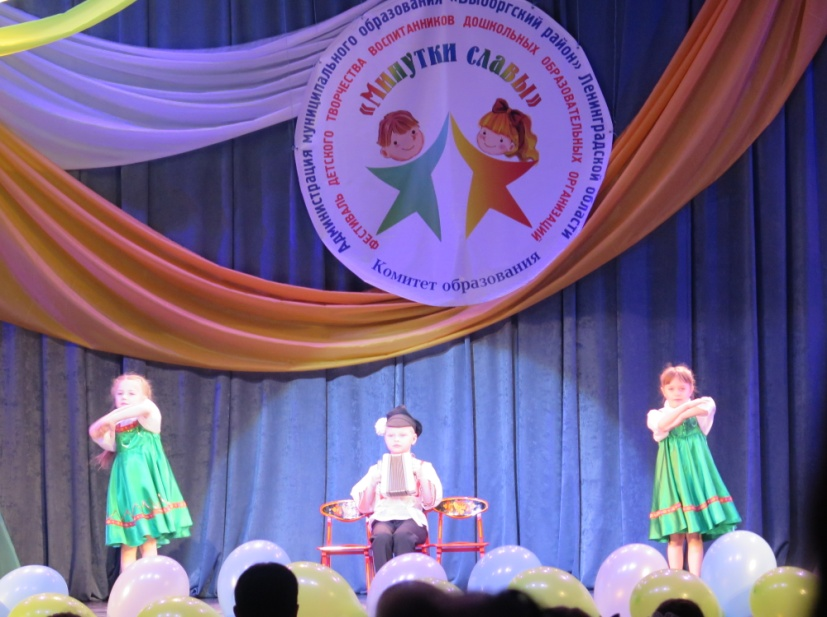 Администрация муниципального образования «Выборгский район» Ленинградской области
ФЕСТИВАЛЬ ДЕТСКОГО ТВОРЧЕСТВА ВОСПИТАННИКОВ ДОШКОЛЬНЫХ ОБРАЗОВАТЕЛЬНЫХ ОРГАНИЗАЦИЙ
«Минутки славы»
Комитет образования